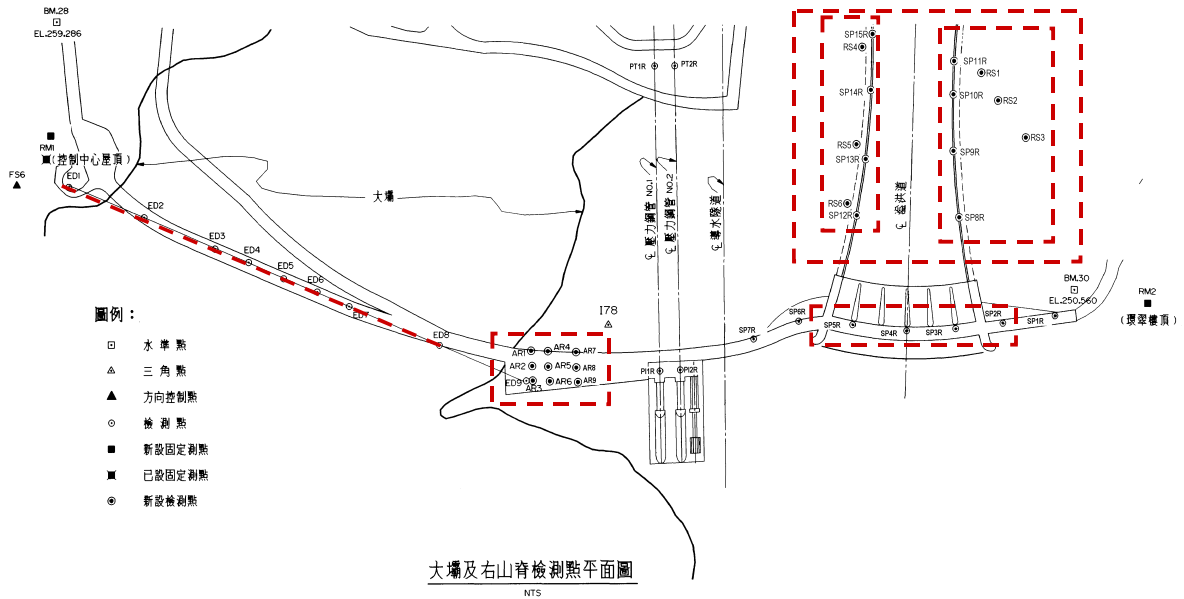 BM.28
EL.259.286
RM1
(控制中心屋頂)
FS6
ED1
ED2
ED3
ED4
ED5
ED6
ED7
ED8
ED9
大壩
PT1R
PT2R
℄ 壓力鋼管 NO.1
℄ 壓力鋼管 NO.2
℄ 導水隧道
℄ 溢洪道
SP15R
RS4
SP14R
RS5
SP13R
RS6
SP12R
SP11R
RS1
SP10R
RS2
RS3
SP9R
SP8R
BM.30
EL.250.560
RM2
(環翠樓頂)
I78
SP7R
SP6R
SP5R
SP4R
SP3R
SP2R
SP1R
AR1
AR4
AR7
AR2
AR5
AR8
AR3
AR6
AR9
PI1R
PI2R
圖例：
水準點
三角點
方向控制點
檢測點
新設固定測點
已設固定測點
新設檢測點
大壩及右山脊檢測點平面圖
NTS